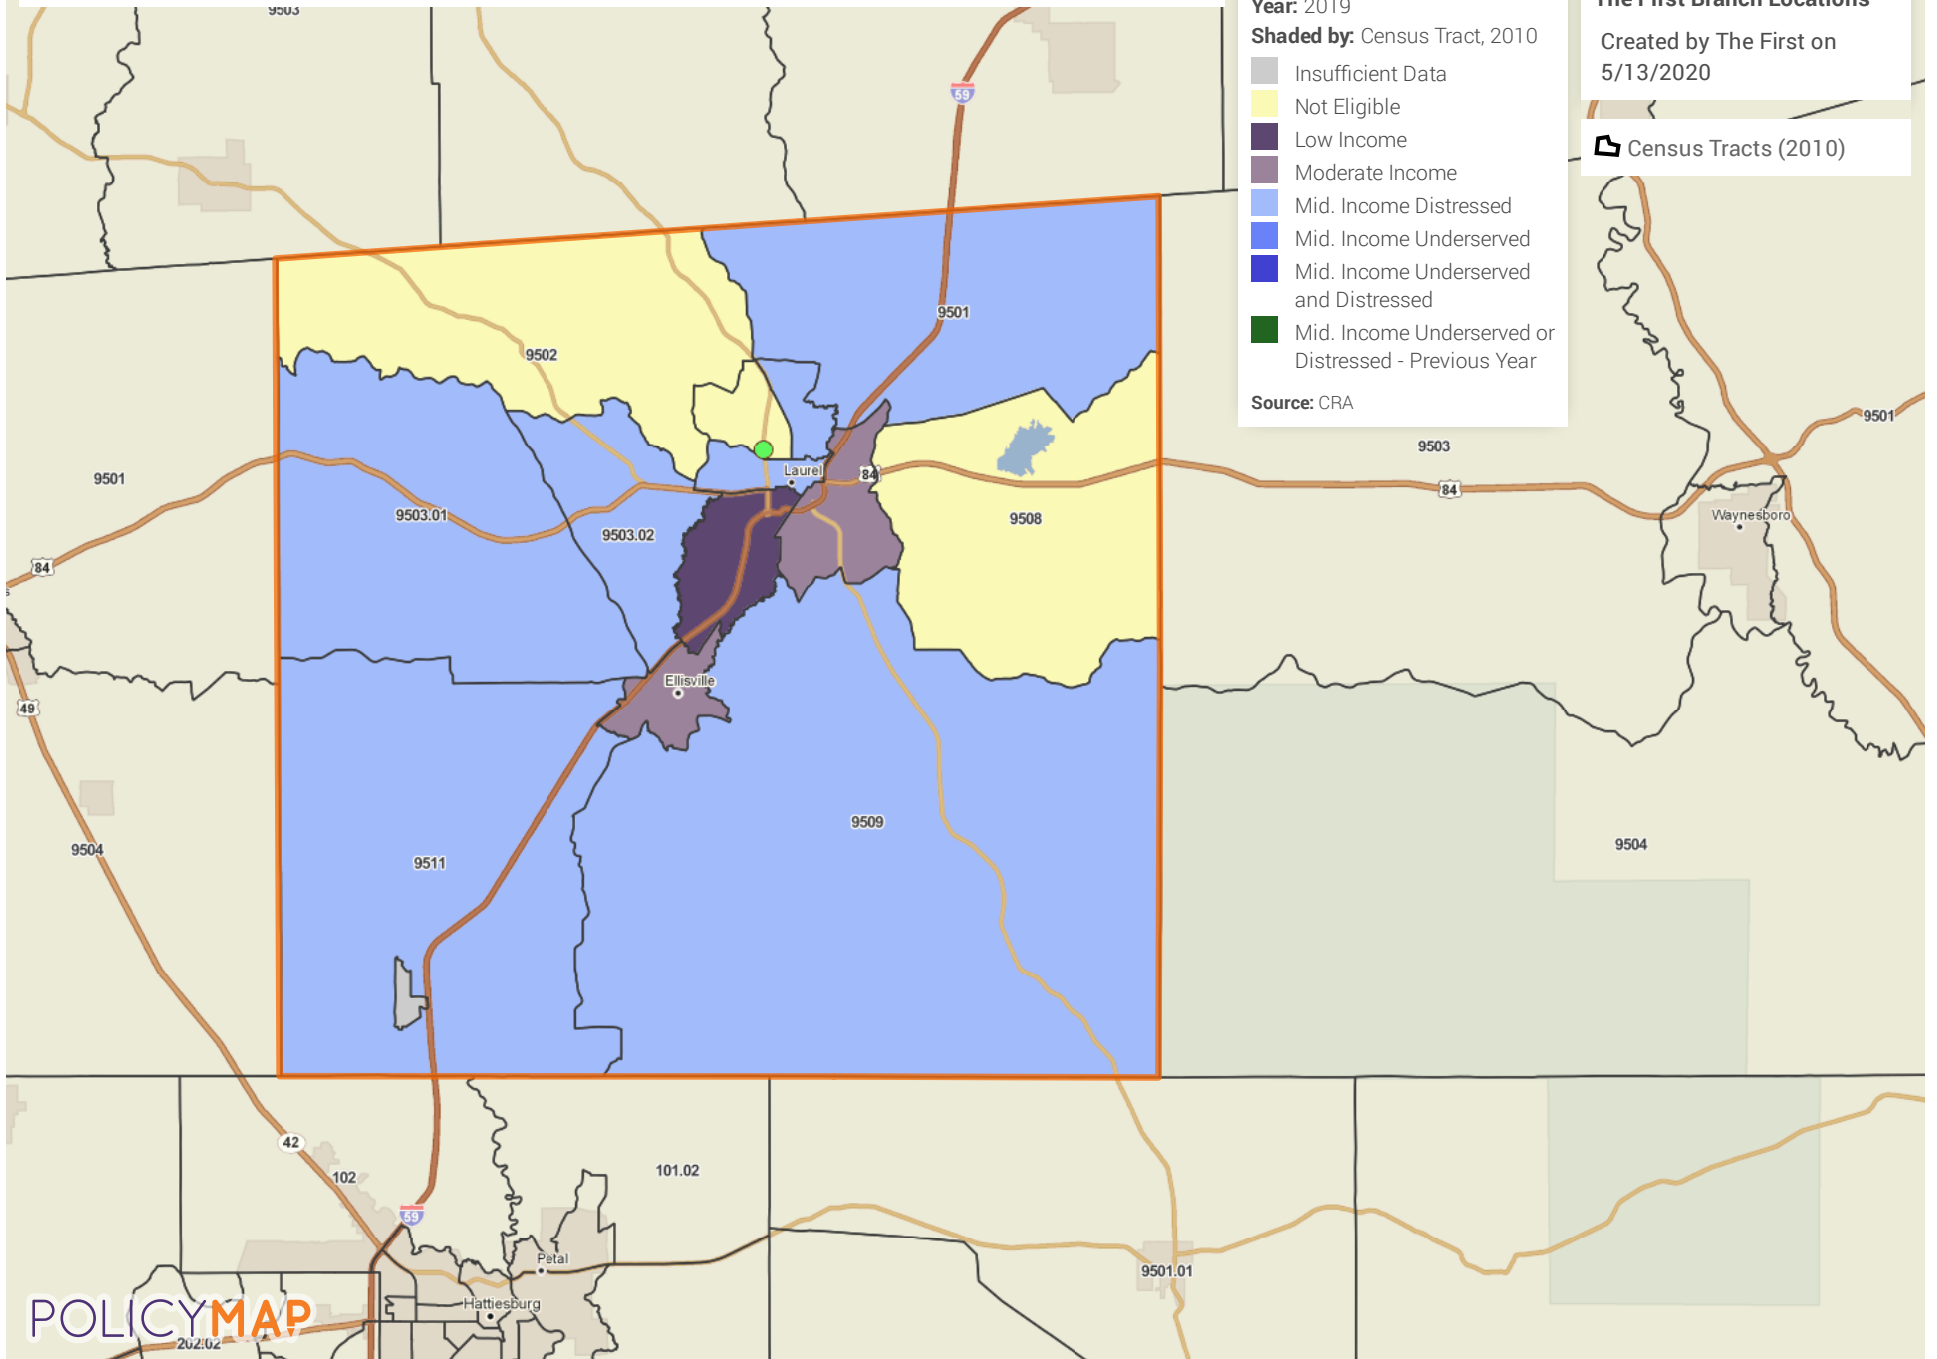 9503
Year: 2019
Shaded by: Census Tract, 2010
Insufficient Data
Not Eligible
Low Income
Moderate Income
Mid. Income Distressed
Mid. Income Underserved
Mid. Income Underserved
and Distressed
Mid. Income Underserved or
Distressed - Previous Year
Source: CRA
The First Branch Locations
Created by The First on
5/13/2020
Census Tracts (2010)
59
9501
9502
9501
9503
9501
Laurel
84
84
9503.01
9503.02
9508
Waynesboro
84
Ellisville
49
9509
9504
9511
9504
42
102
101.02
59
Petal
9501.01
Hattiesburg
POLICYMAP
202.02